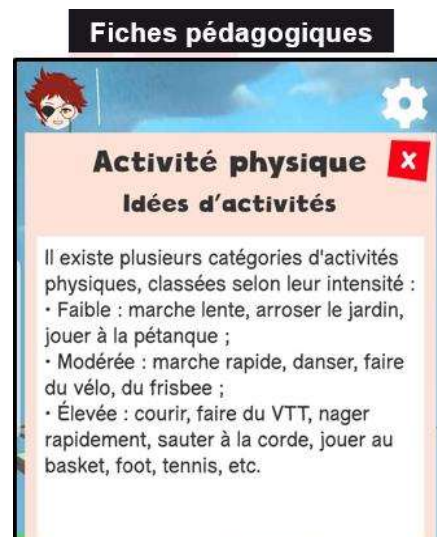 Fiches pédagogiques
Activité physique
x
Idées d'activités
Il existe plusieurs catégories d'activités
physiques, classées selon leur intensité :
· Faible : marche lente, arroser le jardin,
jouer à la pétanque ;
· Modérée : marche rapide, danser, faire
du vélo, du frisbee ;
· Élevée : courir, faire du VTT, nager
rapidement, sauter à la corde, jouer au
basket, foot, tennis, etc.